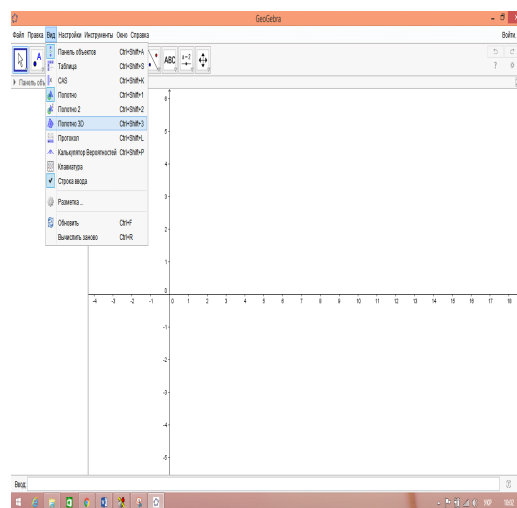 GeoGebra
Файл Правка Вид Настройки Инструменты Окно Справка
Войти
A
ABC
a=2
Панель объ
Панель объектов Ctrl+Shift+A
Таблица Ctrl+Shift+S
CAS Ctrl+Shift+K
Полотно Ctrl+Shift+1
Полотно 2 Ctrl+Shift+2
Полотно 3D Ctrl+Shift+3
Протокол Ctrl+Shift+L
Калькулятор Вероятностей Ctrl+Shift+P
Клавиатура
Строка ввода
Разметка ...
Обновить Ctrl+F
Вычислить заново Ctrl+R
6
5
4
3
2
1
0
-4 -3 -2 -1 0 1 2 3 4 5 6 7 8 9 10 11 12 13 14 15 16 17 18
-1
-2
-3
-4
-5
Ввод: